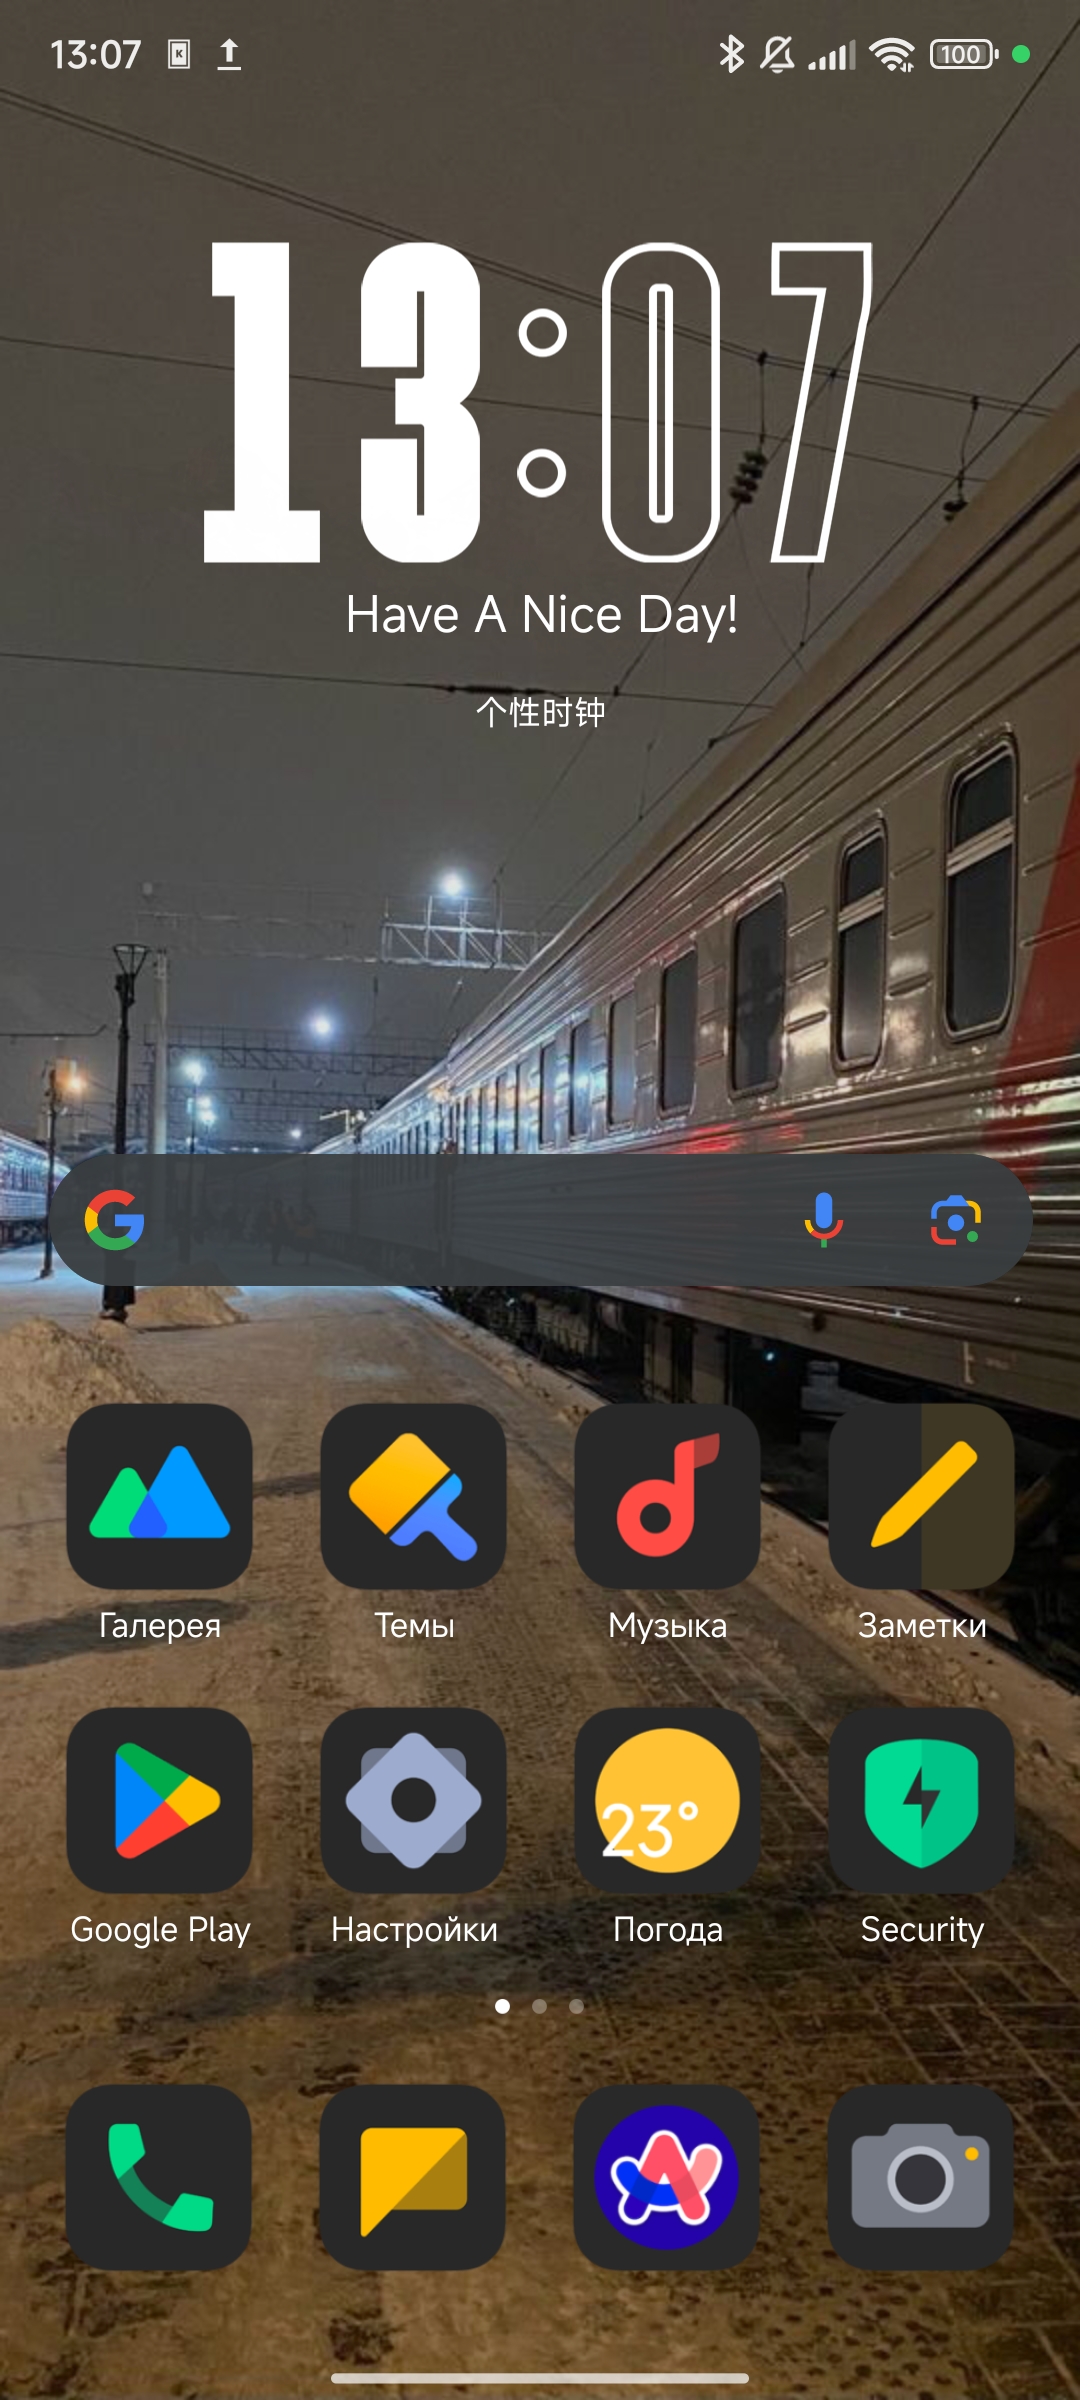 13:07
100
13:07
Have A Nice Day!
个性时钟
Галерея
Темы
Музыка
Заметки
23°
Google Play
Настройки
Погода
Security